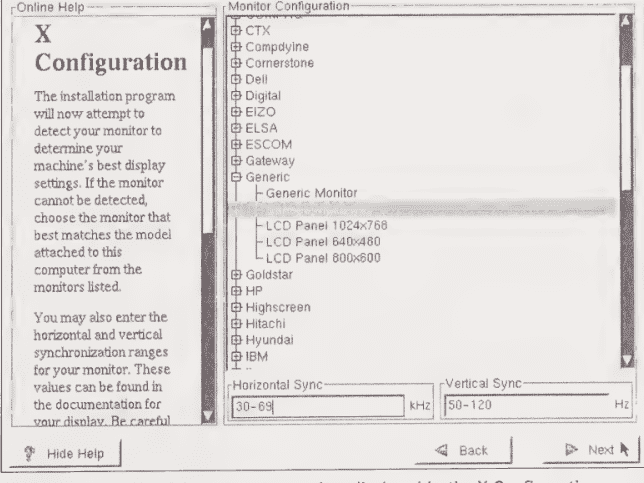 Online Help
X
Configuration
The installation program
will now attempt to
detect your monitor to
determine your
machine's best display
settings. If the monitor
cannot be detected,
choose the monitor that
best matches the model
attached to this
computer from the
monitors listed.
You may also enter the
horizontal and vertical
synchronization ranges
for your monitor. These
values can be found in
the documentation for
your display. Be careful
Monitor Configuration
CTX
Compdyine
Cornerstone
Dell
Digital
EIZO
ELSA
ESCOM
Gateway
Generic
Generic Monitor
LCD Panel 1024x768
LCD Panel 640x480
LCD Panel 800x600
Goldstar
HP
Highscreen
Hitachi
Hyundai
IBM
Horizontal Sync
30-69 kHz
Vertical Sync
50-120 Hz
Hide Help
Back
Next